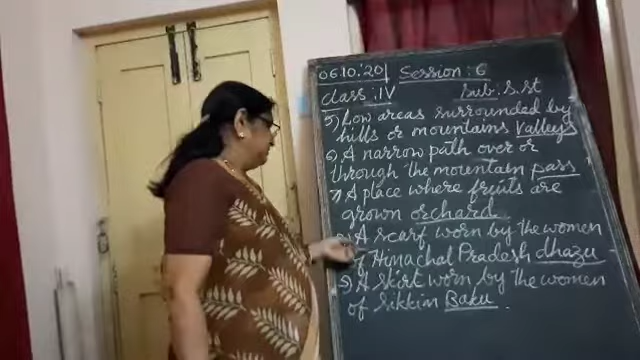 06.10.'20 Session : 6
Class : IV Sub : S.St
5) Low areas surrounded by
hills or mountains Valleys
6) A narrow path over or
through the mountain pass
7) A place where fruits are
grown orchard
A scarf worn by the women
of Himachal Pradesh dhazu
9) A skirt worn by the women
of Sikkim Baku.